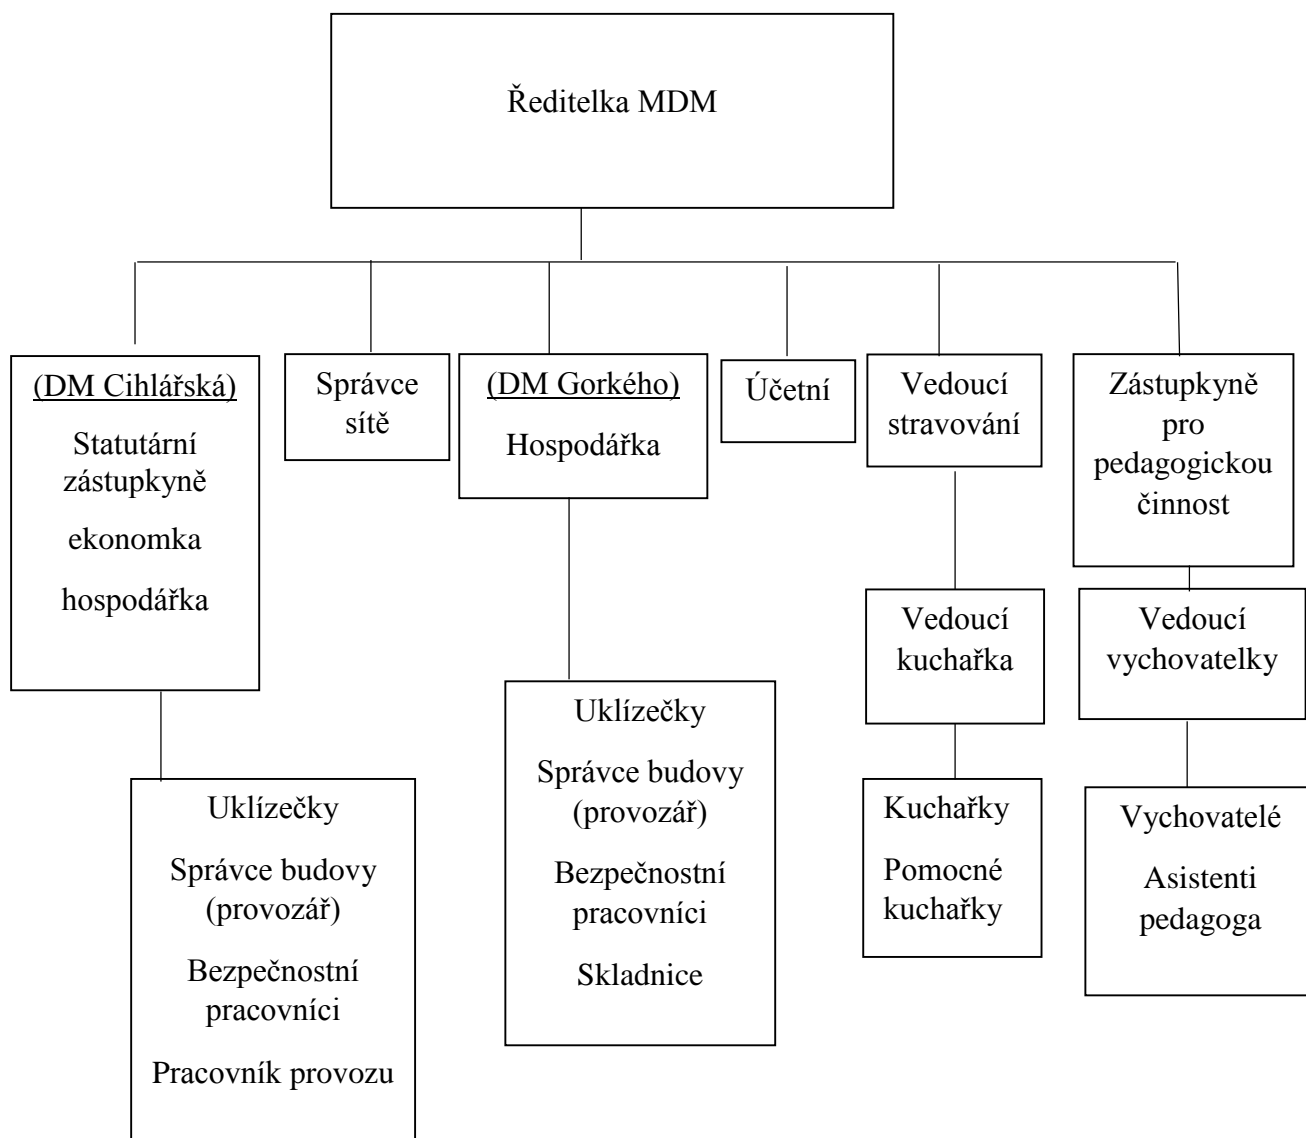 Ředitelka MDM
(DM Cihlářská)
Statutární
zástupkyně
ekonomka
hospodářka
Správce
sítě
(DM Gorkého)
Hospodářka
Účetní
Vedoucí
stravování
Zástupkyně
pro
pedagogickou
činnost
Vedoucí
kuchařka
Vedoucí
vychovatelky
Uklízečky
Správce budovy
(provozář)
Bezpečnostní
pracovníci
Pracovník provozu
Uklízečky
Správce budovy
(provozář)
Bezpečnostní
pracovníci
Skladnice
Kuchařky
Pomocné
kuchařky
Vychovatelé
Asistenti
pedagoga